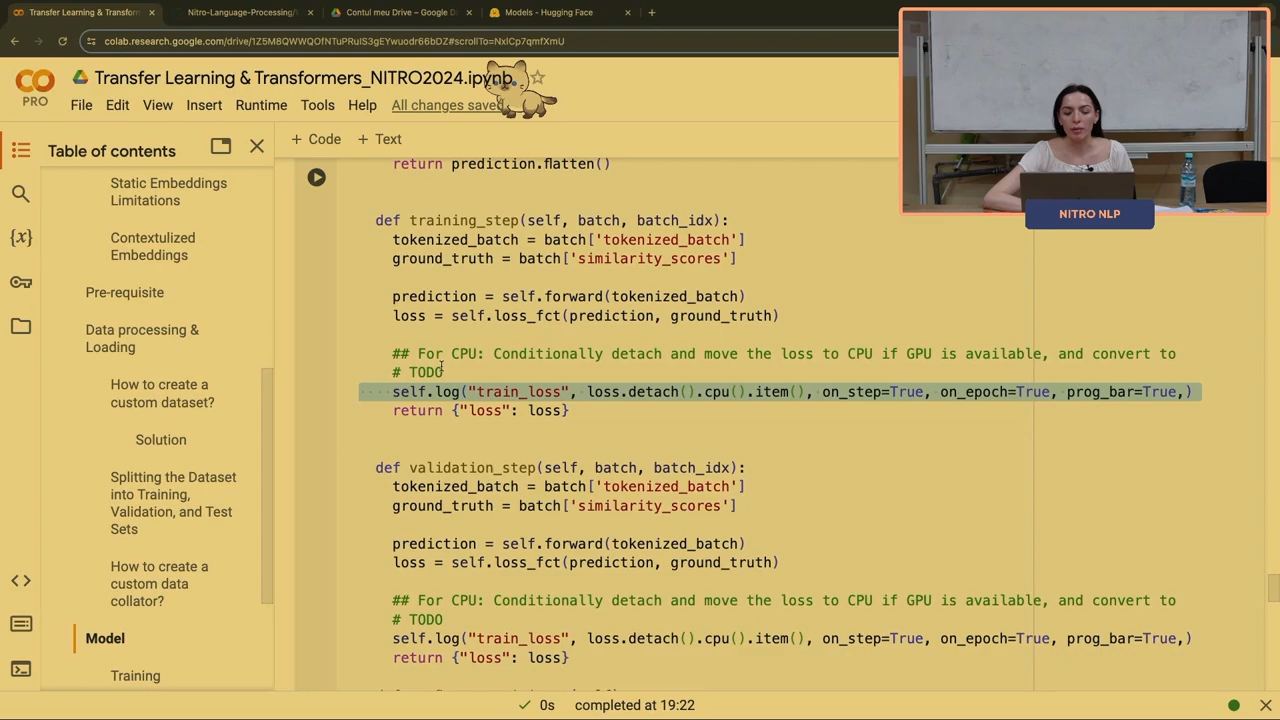 Transfer Learning & Transform
Nitro-Language-Processing/
Contul meu Drive – Google D
Models - Hugging Face
colab.research.google.com/drive/1Z5M8QWWQOfNTuPRuIS3gEYwuodr66bDZ#scrollTo=NxlCp7qmfXmU
Transfer Learning & Transformers_NITRO2024.ipynb
PRO
File Edit View Insert Runtime Tools Help All changes saved
Table of contents
+ Code + Text
Static Embeddings
Limitations
Contextulized
Embeddings
Pre-requisite
Data processing &
Loading
How to create a
custom dataset?
Solution
Splitting the Dataset
into Training,
Validation, and Test
Sets
How to create a
custom data
collator?
Model
Training
return prediction.flatten()
def training_step(self, batch, batch_idx):
tokenized_batch = batch['tokenized_batch']
ground_truth = batch['similarity_scores']
prediction = self.forward(tokenized_batch)
loss = self.loss_fct(prediction, ground_truth)
## For CPU: Conditionally detach and move the loss to CPU if GPU is available, and convert to
# TODO
self.log("train_loss", loss.detach().cpu().item(), on_step=True, on_epoch=True, prog_bar=True,)
return {"loss": loss}
def validation_step(self, batch, batch_idx):
tokenized_batch = batch['tokenized_batch']
ground_truth = batch['similarity_scores']
prediction = self.forward(tokenized_batch)
loss = self.loss_fct(prediction, ground_truth)
## For CPU: Conditionally detach and move the loss to CPU if GPU is available, and convert to
# TODO
self.log("train_loss", loss.detach().cpu().item(), on_step=True, on_epoch=True, prog_bar=True,)
return {"loss": loss}
NITRO NLP
0s completed at 19:22